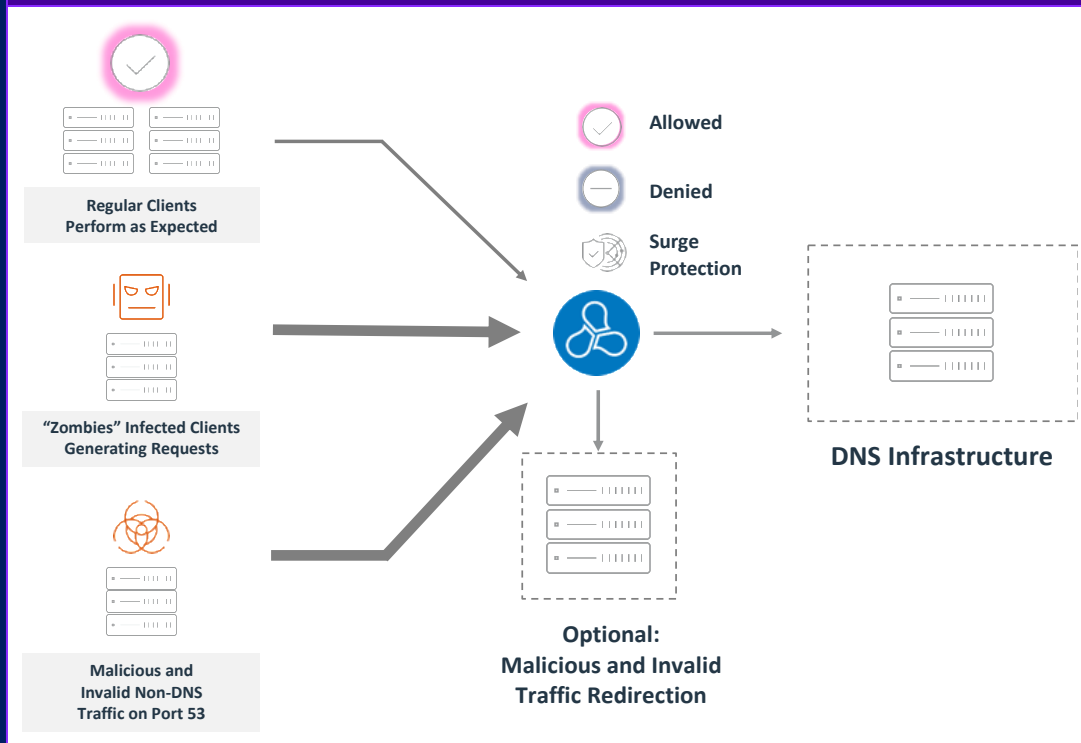 Regular Clients
Perform as Expected
“Zombies” Infected Clients
Generating Requests
Malicious and
Invalid Non-DNS
Traffic on Port 53
Allowed
Denied
Surge
Protection
Optional:
Malicious and Invalid
Traffic Redirection
DNS Infrastructure